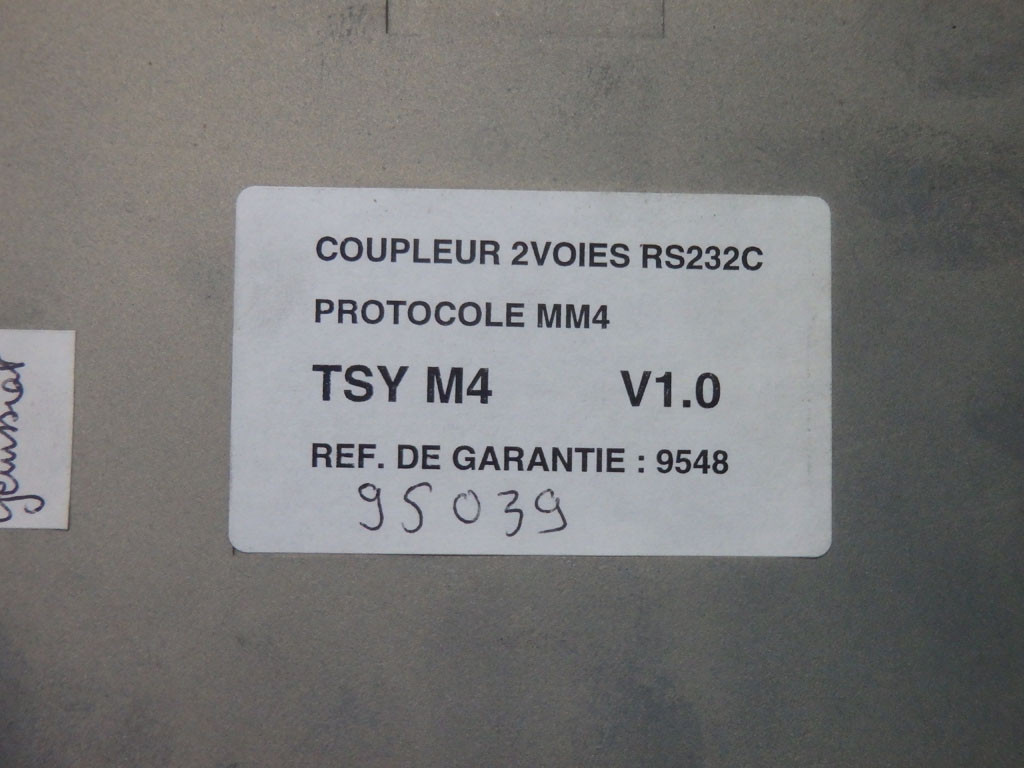 COUPLEUR 2VOIES RS232C
PROTOCOLE MM4
TSY M4 V1.0
REF. DE GARANTIE : 9548
95039